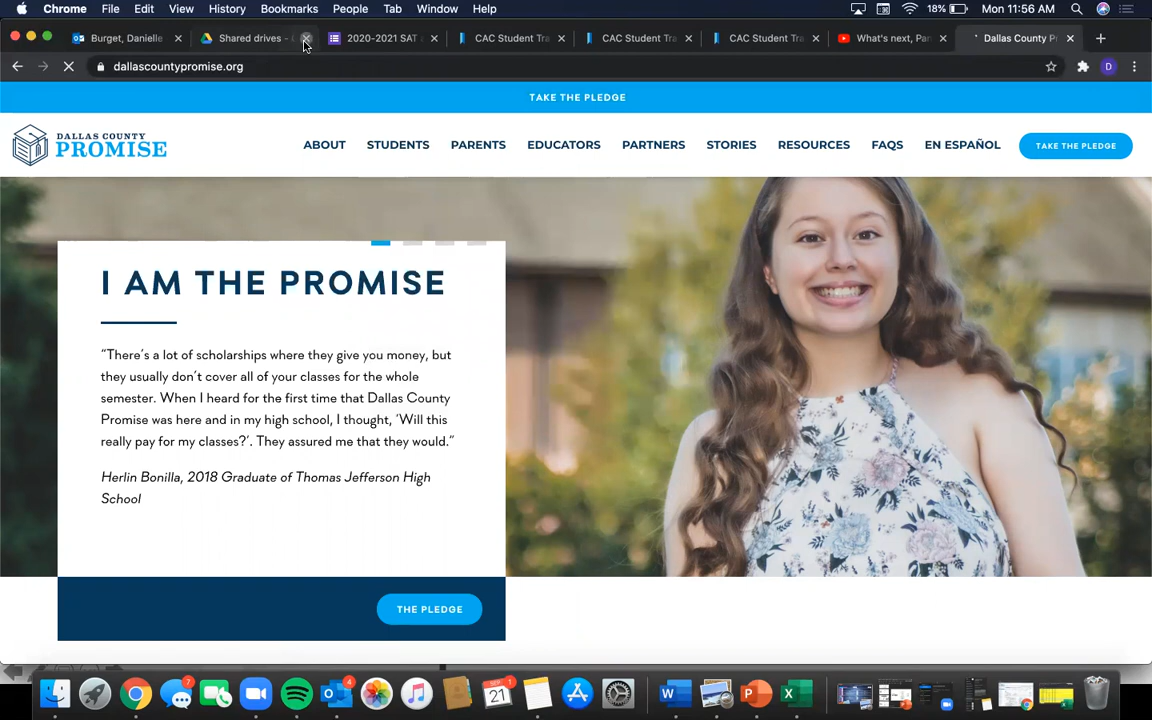 Chrome File Edit View History Bookmarks People Tab Window Help 18% Mon 11:56 AM
Burget, Danielle Shared drives - 2020-2021 SAT CAC Student Tra CAC Student Tra CAC Student Tra What's next, Par Dallas County Pr
dallascountypromise.org D
TAKE THE PLEDGE
DALLAS COUNTY
PROMISE
ABOUT STUDENTS PARENTS EDUCATORS PARTNERS STORIES RESOURCES FAQS EN ESPAÑOL TAKE THE PLEDGE
I AM THE PROMISE
"There's a lot of scholarships where they give you money, but
they usually don't cover all of your classes for the whole
semester. When I heard for the first time that Dallas County
Promise was here and in my high school, I thought, 'Will this
really pay for my classes?'. They assured me that they would."
Herlin Bonilla, 2018 Graduate of Thomas Jefferson High
School
THE PLEDGE
7 4 SEP 21 1 W P X